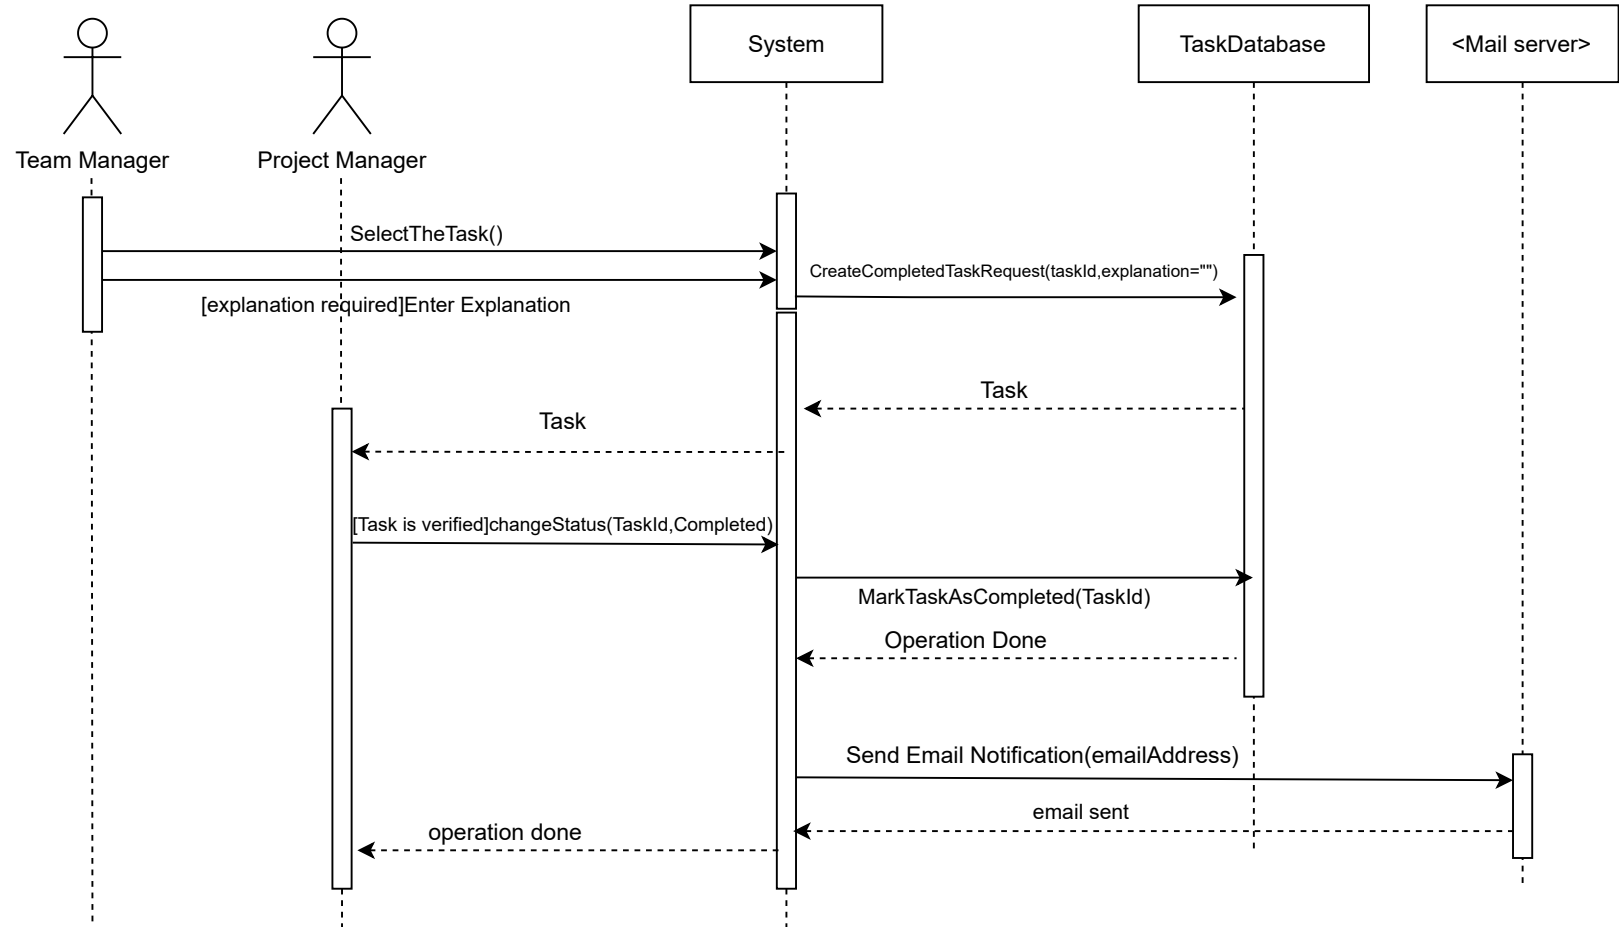 System
TaskDatabase
<Mail server>
Team Manager
Project Manager
SelectTheTask()
CreateCompletedTaskRequest(taskId,explanation="")
[explanation required]Enter Explanation
Task
Task
[Task is verified]changeStatus(TaskId,Completed)
MarkTaskAsCompleted(TaskId)
Operation Done
Send Email Notification(emailAddress)
email sent
operation done